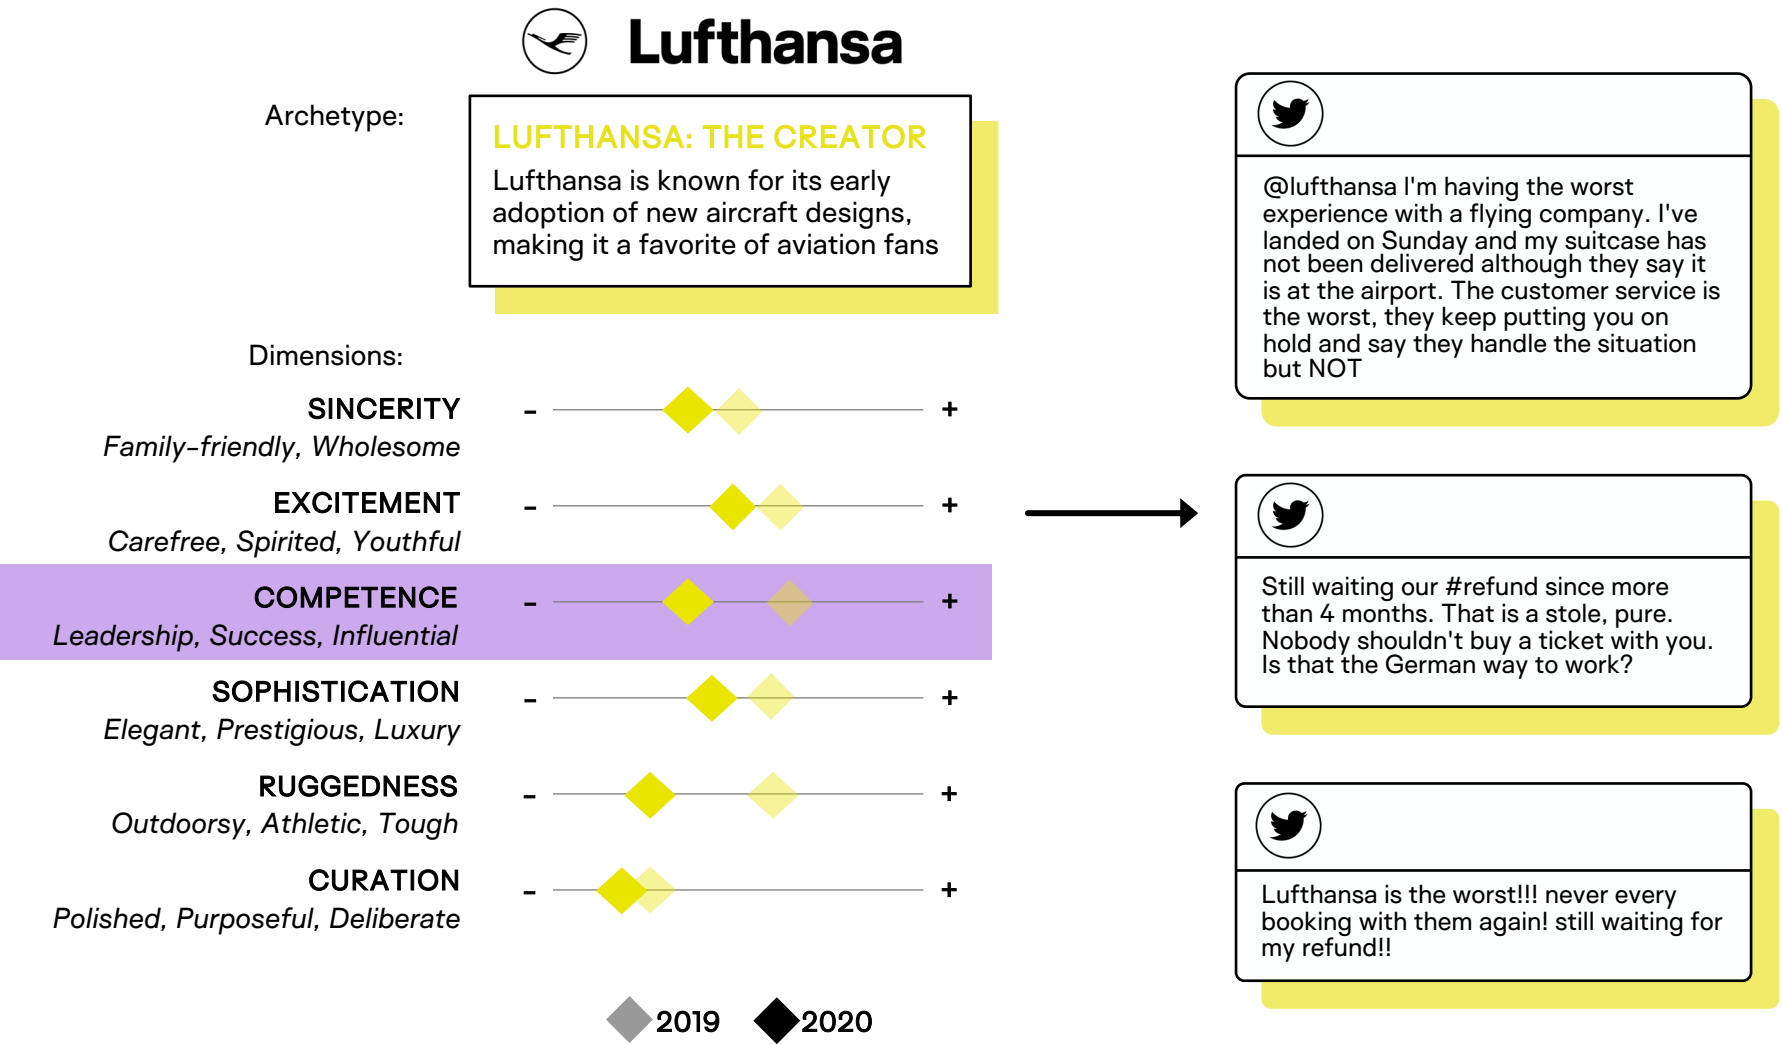 Lufthansa
Archetype:
LUFTHANSA: THE CREATOR
Lufthansa is known for its early
adoption of new aircraft designs,
making it a favorite of aviation fans
Dimensions:
SINCERITY
Family-friendly, Wholesome
- +
EXCITEMENT
Carefree, Spirited, Youthful
- +
COMPETENCE
Leadership, Success, Influential
- +
SOPHISTICATION
Elegant, Prestigious, Luxury
- +
RUGGEDNESS
Outdoorsy, Athletic, Tough
- +
CURATION
Polished, Purposeful, Deliberate
- +
2019 2020
@lufthansa I'm having the worst
experience with a flying company. I've
landed on Sunday and my suitcase has
not been delivered although they say it
is at the airport. The customer service is
the worst, they keep putting you on
hold and say they handle the situation
but NOT
Still waiting our #refund since more
than 4 months. That is a stole, pure.
Nobody shouldn't buy a ticket with you.
Is that the German way to work?
Lufthansa is the worst!!! never every
booking with them again! still waiting for
my refund!!